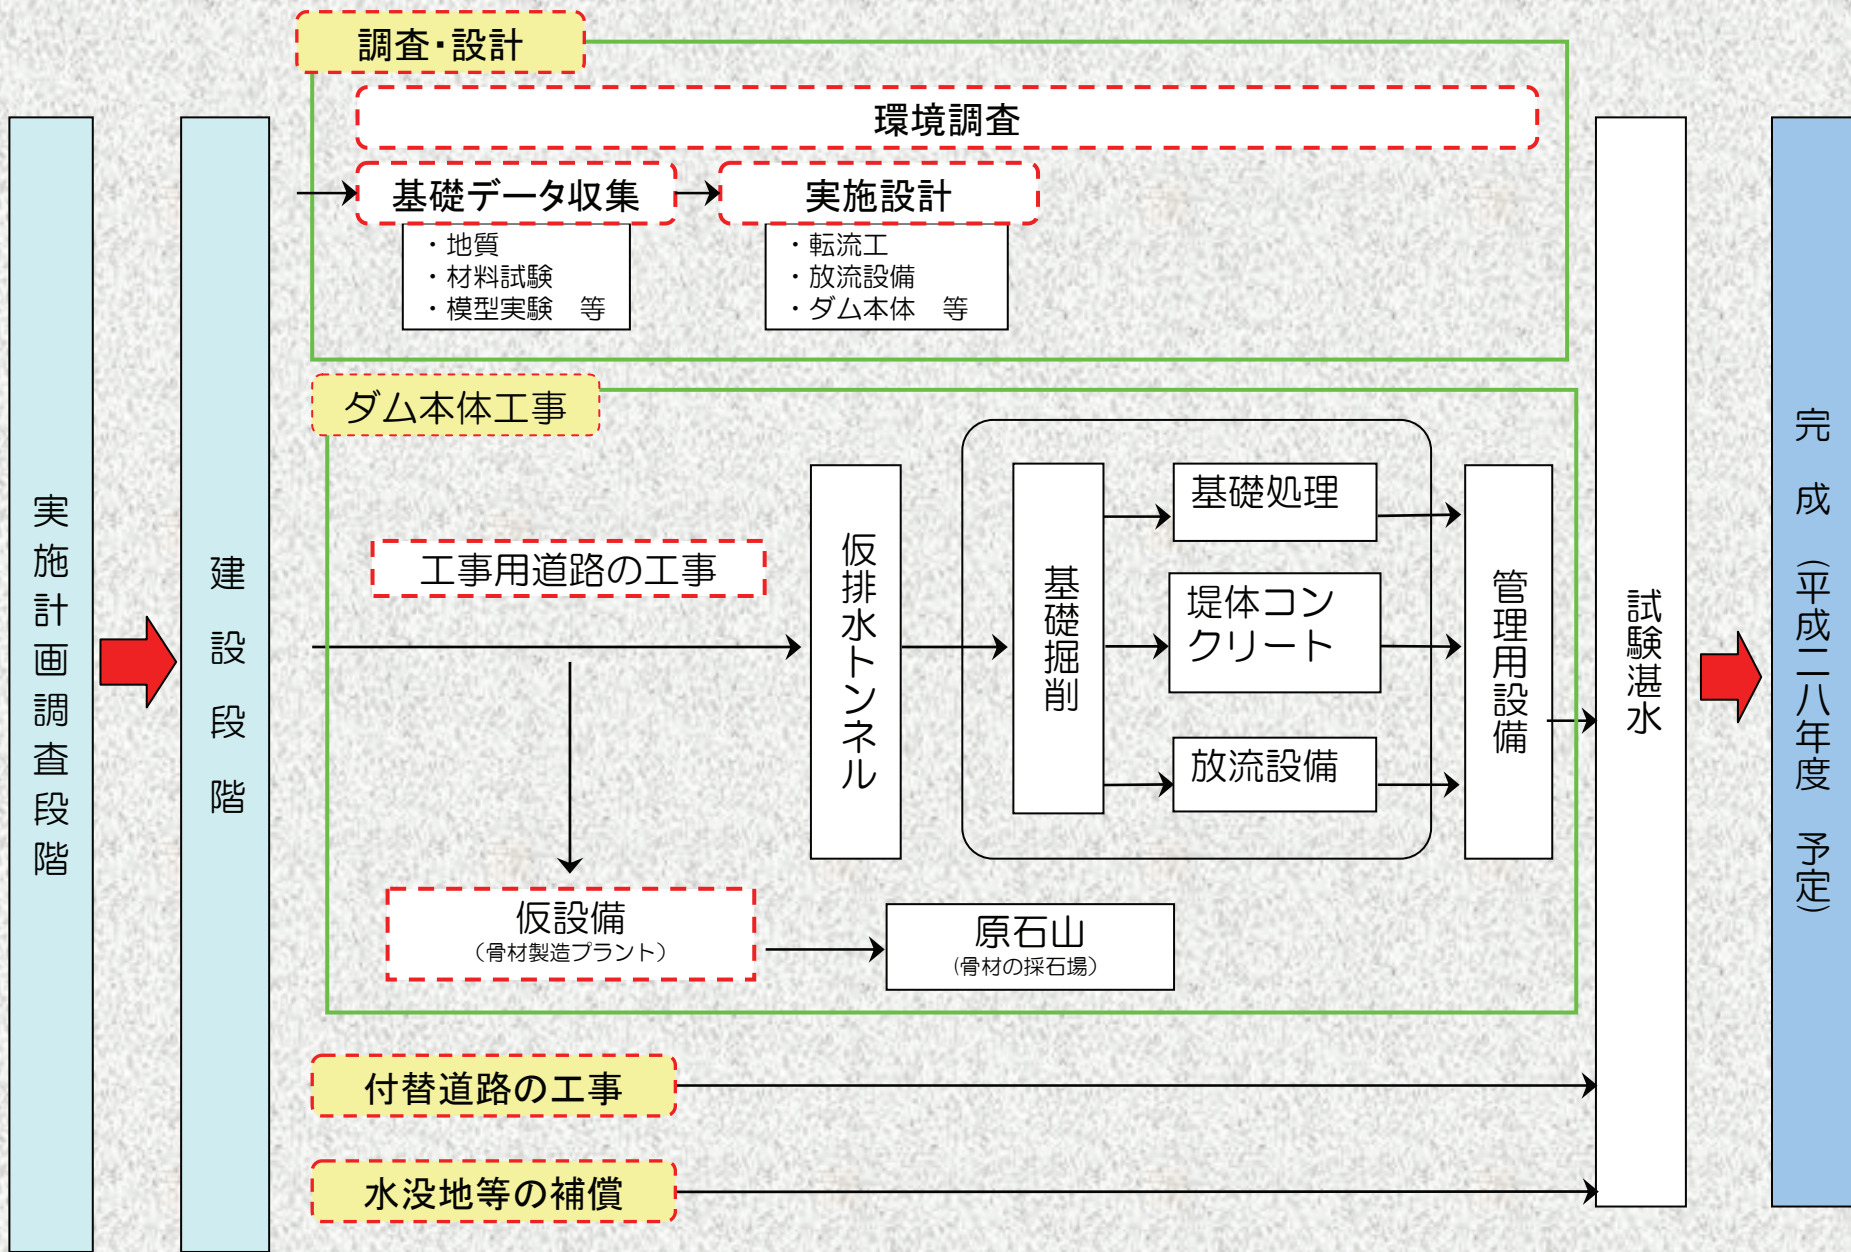 実施計画調査段階
建設段階
調査・設計
環境調査
基礎データ収集
・地質
・材料試験
・模型実験　等
実施設計
・転流工
・放流設備
・ダム本体　等
ダム本体工事
工事用道路の工事
仮排水トンネル
基礎掘削
基礎処理
堤体コン
クリート
放流設備
管理用設備
仮設備
（骨材製造プラント）
原石山
（骨材の採石場）
付替道路の工事
水没地等の補償
試験湛水
完成（平成二八年度　予定）